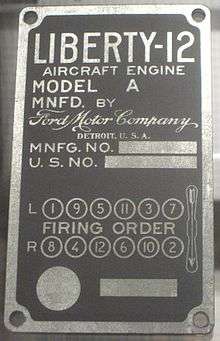 LIBERTY-12
AIRCRAFT ENGINE
MODEL A
MNFD. BY
Ford Motor Company
DETROIT, U. S. A.
MNFG. NO.
U.S. NO.
L 1 9 5 11 3 7
FIRING ORDER
R 8 4 12 6 10 2